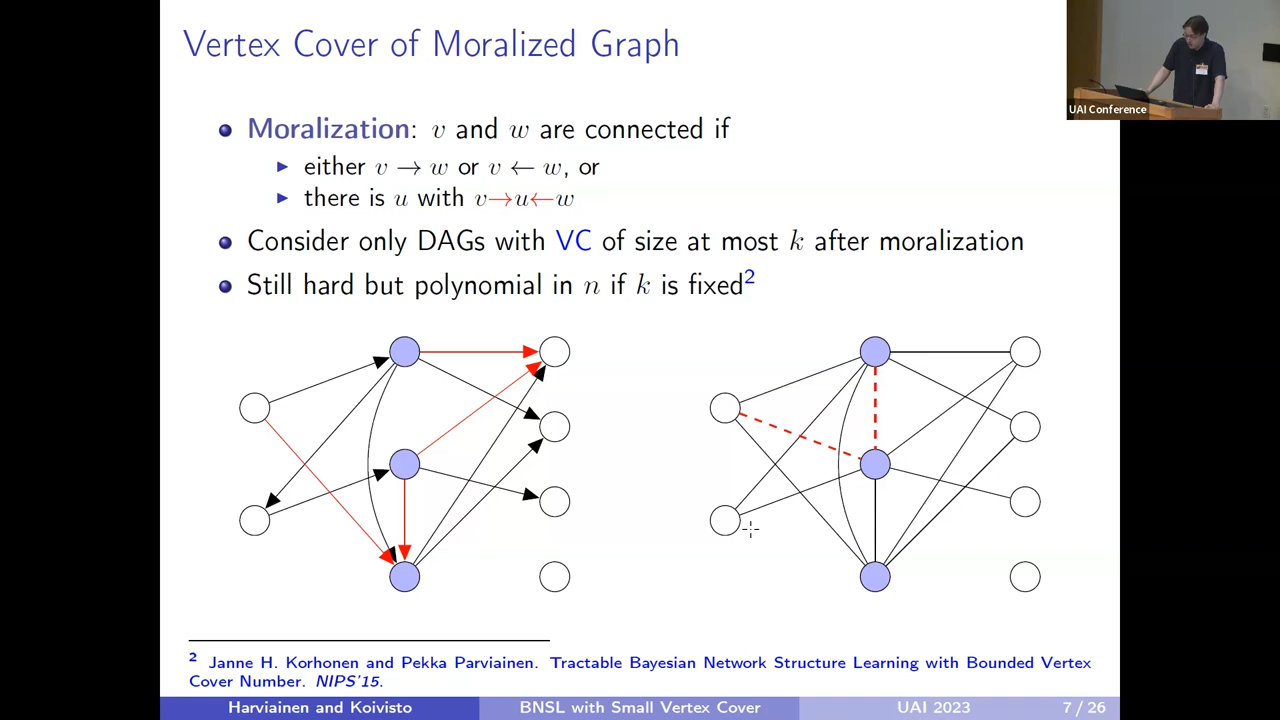 Vertex Cover of Moralized Graph
UAI Conference
Moralization: v and w are connected if
either v → w or v ← w, or
there is u with v→u←w
Consider only DAGs with VC of size at most k after moralization
Still hard but polynomial in n if k is fixed2
2 Janne H. Korhonen and Pekka Parviainen. Tractable Bayesian Network Structure Learning with Bounded Vertex
Cover Number. NIPS'15.
Harviainen and Koivisto BNSL with Small Vertex Cover UAI 2023 7 / 26